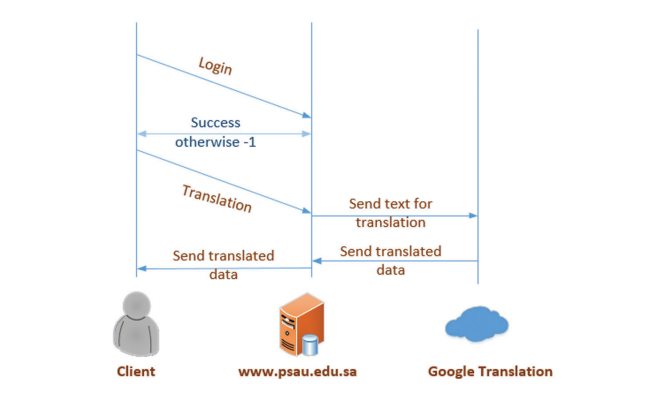 Login
Success
otherwise -1
Translation
Send text for
translation
Send translated
data
Send translated
data
Client
www.psau.edu.sa
Google Translation